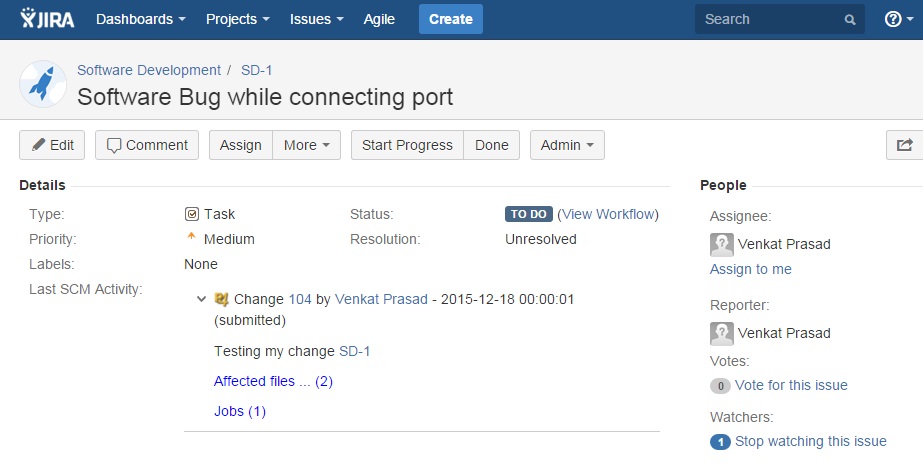 JIRA Dashboards Projects Issues Agile Create Search ?
Software Development / SD-1
Software Bug while connecting port
Edit Comment Assign More Start Progress Done Admin
Details
People
Type: Task Status: TO DO (View Workflow)
Assignee:
Priority: Medium Resolution: Unresolved
Venkat Prasad
Labels: None
Assign to me
Last SCM Activity:
Change 104 by Venkat Prasad - 2015-12-18 00:00:01
(submitted)
Reporter:
Venkat Prasad
Testing my change SD-1
Votes:
Affected files ... (2)
0 Vote for this issue
Jobs (1)
Watchers:
1 Stop watching this issue